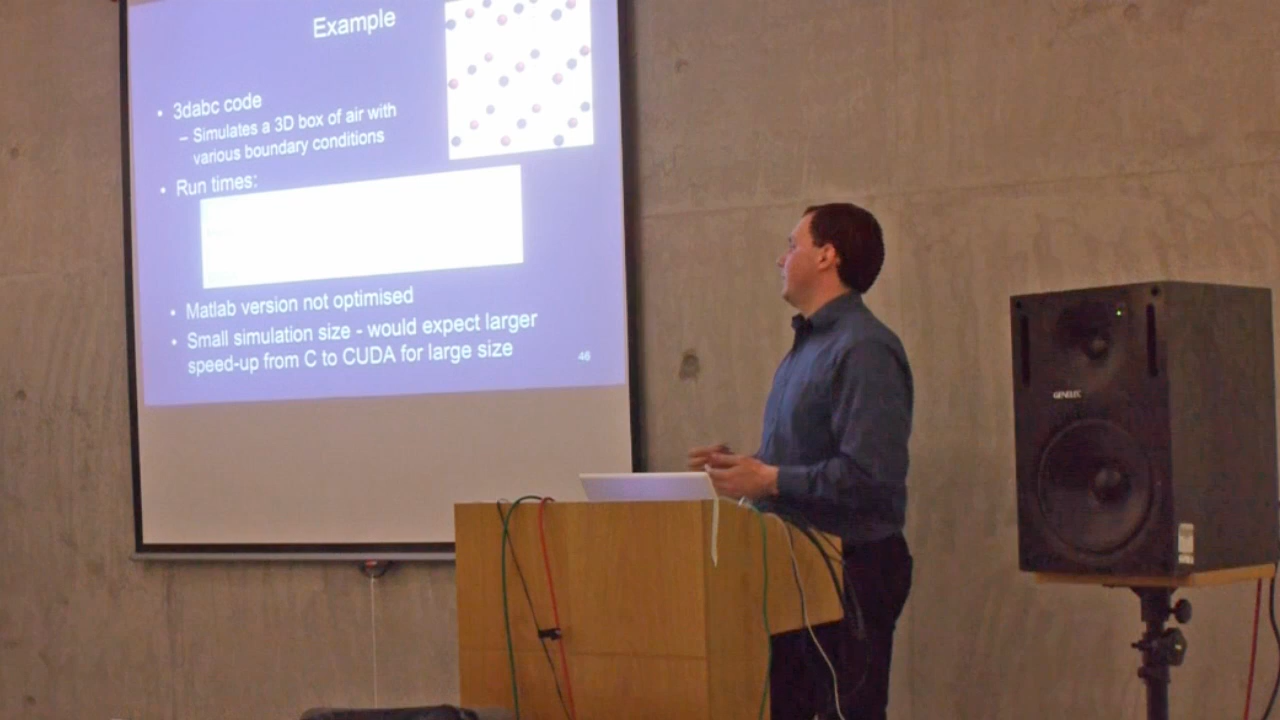 Example
• 3dabc code
– Simulates a 3D box of air with
various boundary conditions
• Run times:
• Matlab version not optimised
• Small simulation size - would expect larger
speed-up from C to CUDA for large size
46
GENELEC